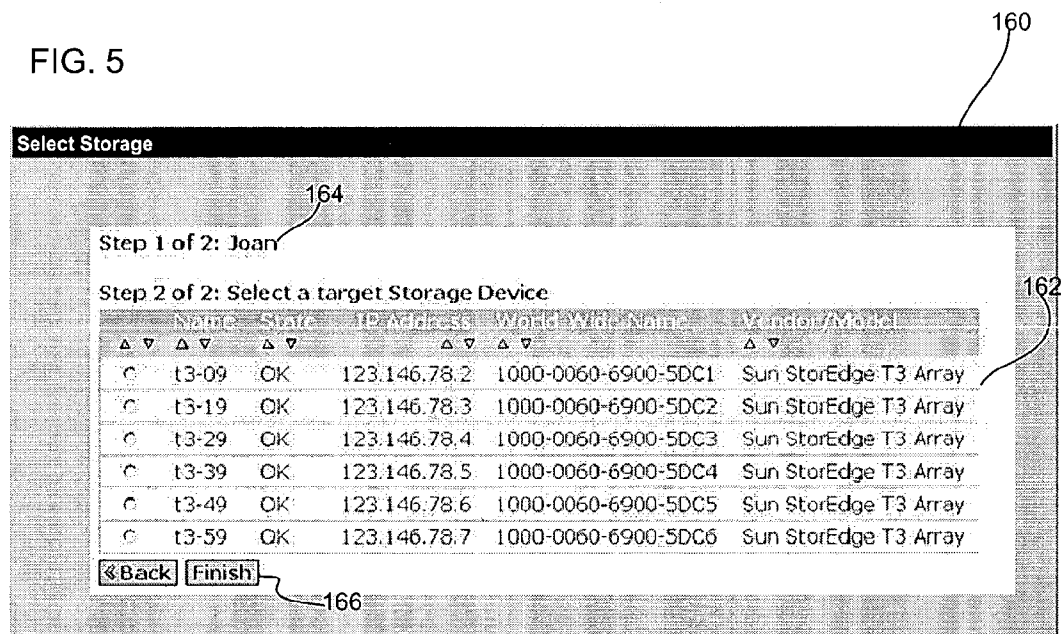 160
FIG. 5
Select Storage
164
Step 1 of 2: Joan
Step 2 of 2: Select a target Storage Device
162
Name State IP Address World Wide Name Vendor/Model
t3-09 OK 123.146.78.2 1000-0060-6900-5DC1 Sun StorEdge T3 Array
t3-19 OK 123.146.78.3 1000-0060-6900-5DC2 Sun StorEdge T3 Array
t3-29 OK 123.146.78.4 1000-0060-6900-5DC3 Sun StorEdge T3 Array
t3-39 OK 123.146.78.5 1000-0060-6900-5DC4 Sun StorEdge T3 Array
t3-49 OK 123.146.78.6 1000-0060-6900-5DC5 Sun StorEdge T3 Array
t3-59 OK 123.146.78.7 1000-0060-6900-5DC6 Sun StorEdge T3 Array
«Back Finish
166